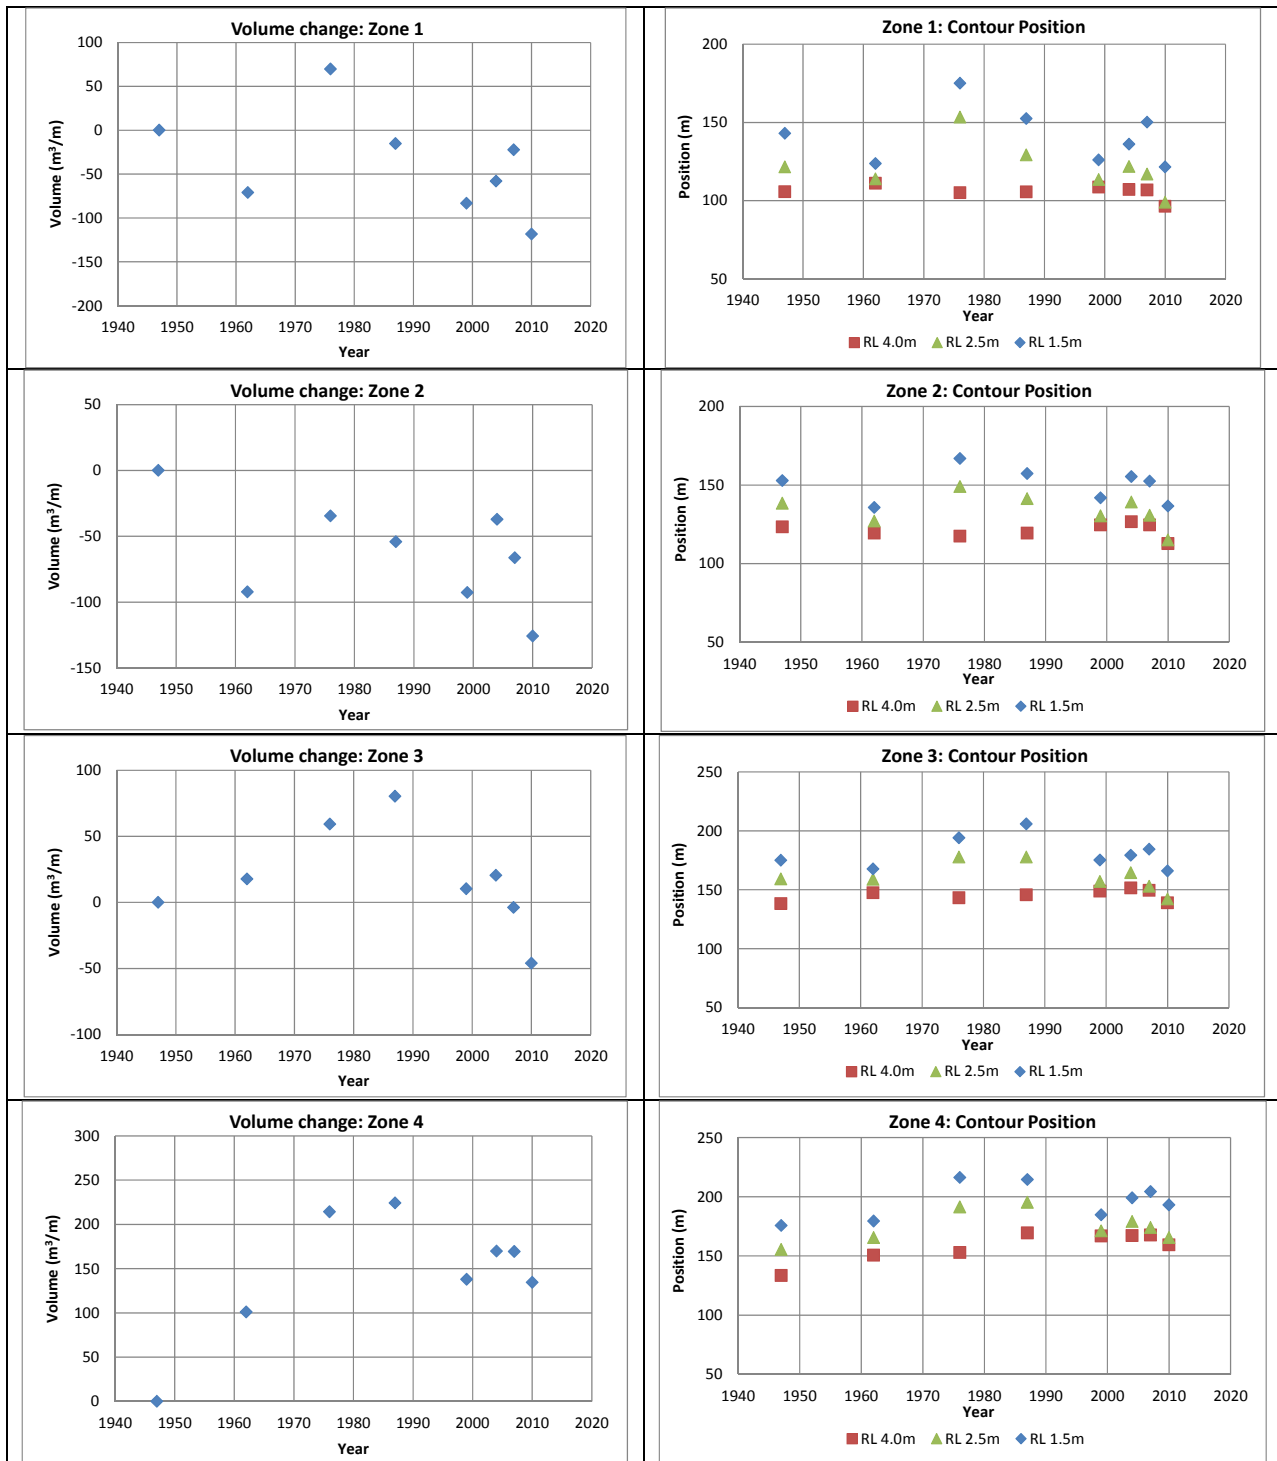 Volume change: Zone 1
100
50
0
-50
-100
-150
-200
Volume (m³/m)
1940 1950 1960 1970 1980 1990 2000 2010 2020
Year
Zone 1: Contour Position
200
150
100
50
Position (m)
1940 1950 1960 1970 1980 1990 2000 2010 2020
Year
RL 4.0m RL 2.5m RL 1.5m
Volume change: Zone 2
50
0
-50
-100
-150
Volume (m³/m)
1940 1950 1960 1970 1980 1990 2000 2010 2020
Year
Zone 2: Contour Position
200
150
100
50
Position (m)
1940 1950 1960 1970 1980 1990 2000 2010 2020
Year
RL 4.0m RL 2.5m RL 1.5m
Volume change: Zone 3
100
50
0
-50
-100
Volume (m³/m)
1940 1950 1960 1970 1980 1990 2000 2010 2020
Year
Zone 3: Contour Position
250
200
150
100
50
Position (m)
1940 1950 1960 1970 1980 1990 2000 2010 2020
Year
RL 4.0m RL 2.5m RL 1.5m
Volume change: Zone 4
300
250
200
150
100
50
0
Volume (m³/m)
1940 1950 1960 1970 1980 1990 2000 2010 2020
Year
Zone 4: Contour Position
250
200
150
100
50
Position (m)
1940 1950 1960 1970 1980 1990 2000 2010 2020
Year
RL 4.0m RL 2.5m RL 1.5m